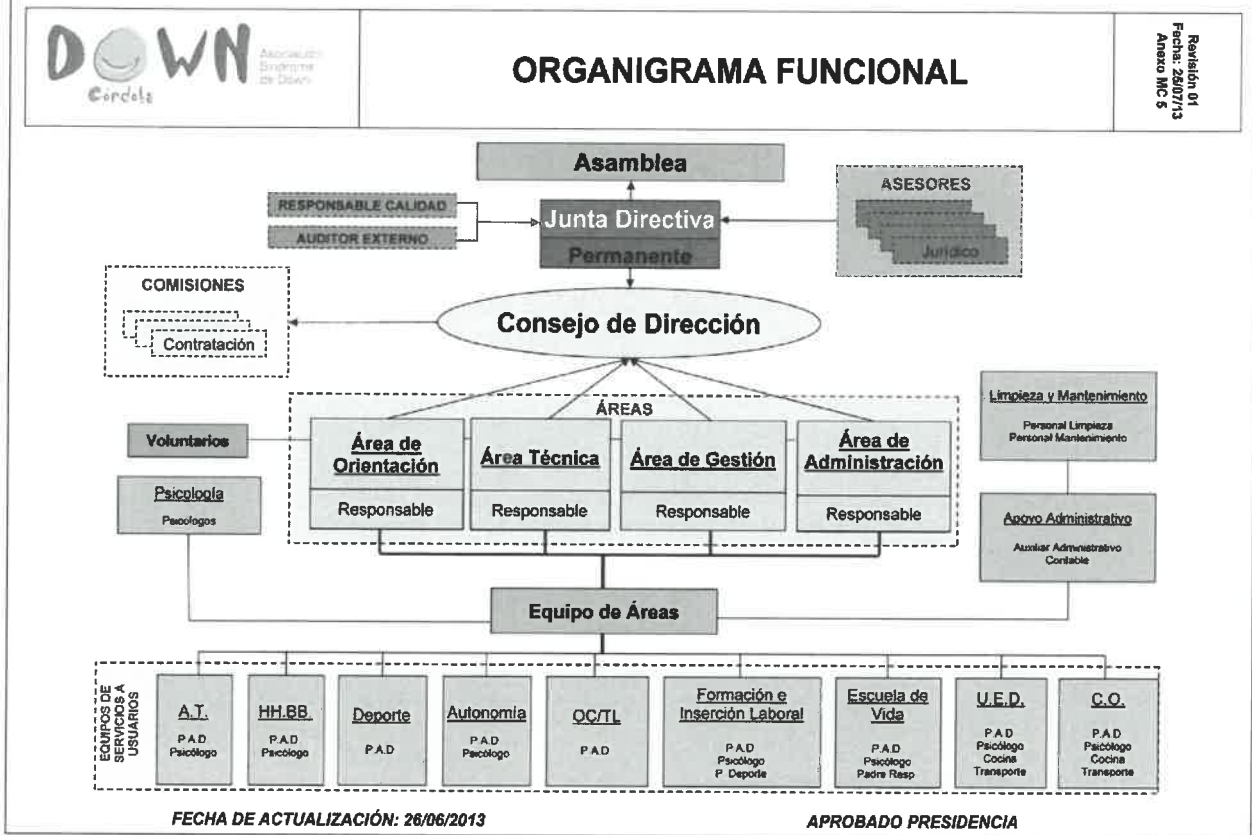 DOWN
Córdoba
Asociación
Síndrome
de Down
ORGANIGRAMA FUNCIONAL
Revisión 01
Fecha: 25/07/13
Anexo MC 5
Asamblea
RESPONSABLE CALIDAD
AUDITOR EXTERNO
Junta Directiva
Permanente
ASESORES
Jurídico
COMISIONES
Contratación
Consejo de Dirección
ÁREAS
Voluntarios
Área de
Orientación
Responsable
Área Técnica
Responsable
Área de Gestión
Responsable
Área de
Administración
Responsable
Limpieza y Mantenimiento
Personal Limpieza
Personal Mantenimiento
Psicología
Psicologos
Apoyo Administrativo
Auxiliar Administrativo
Contable
Equipo de Áreas
EQUIPOS DE
SERVICIOS A
USUARIOS
A.T.
P.A.D
Psicólogo
HH.BB.
P.A.D
Psicólogo
Deporte
P.A.D
Autonomía
P.A.D
Psicólogo
OC/TL
P.A.D
Formación e
Inserción Laboral
P.A.D
Psicólogo
P. Deporte
Escuela de
Vida
P.A.D
Psicólogo
Padre Resp
U.E.D.
P.A.D
Psicólogo
Cocina
Transporte
C.O.
P.A.D
Psicólogo
Cocina
Transporte
FECHA DE ACTUALIZACIÓN: 26/06/2013
APROBADO PRESIDENCIA